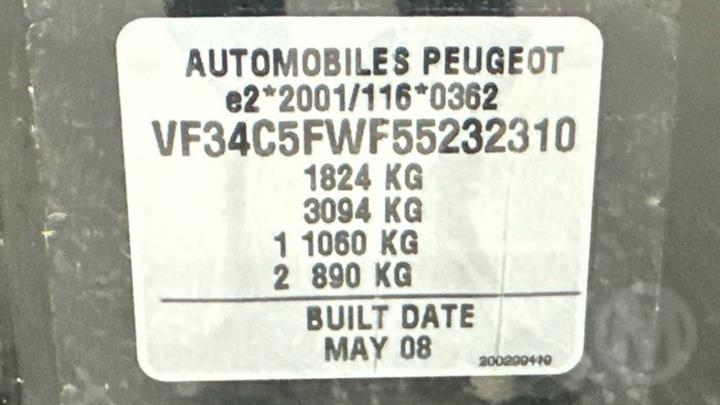 AUTOMOBILES PEUGEOT
e2*2001/116*0362
VF34C5FWF55232310
1824 KG
3094 KG
1 1060 KG
2 890 KG
BUILT DATE
MAY 08